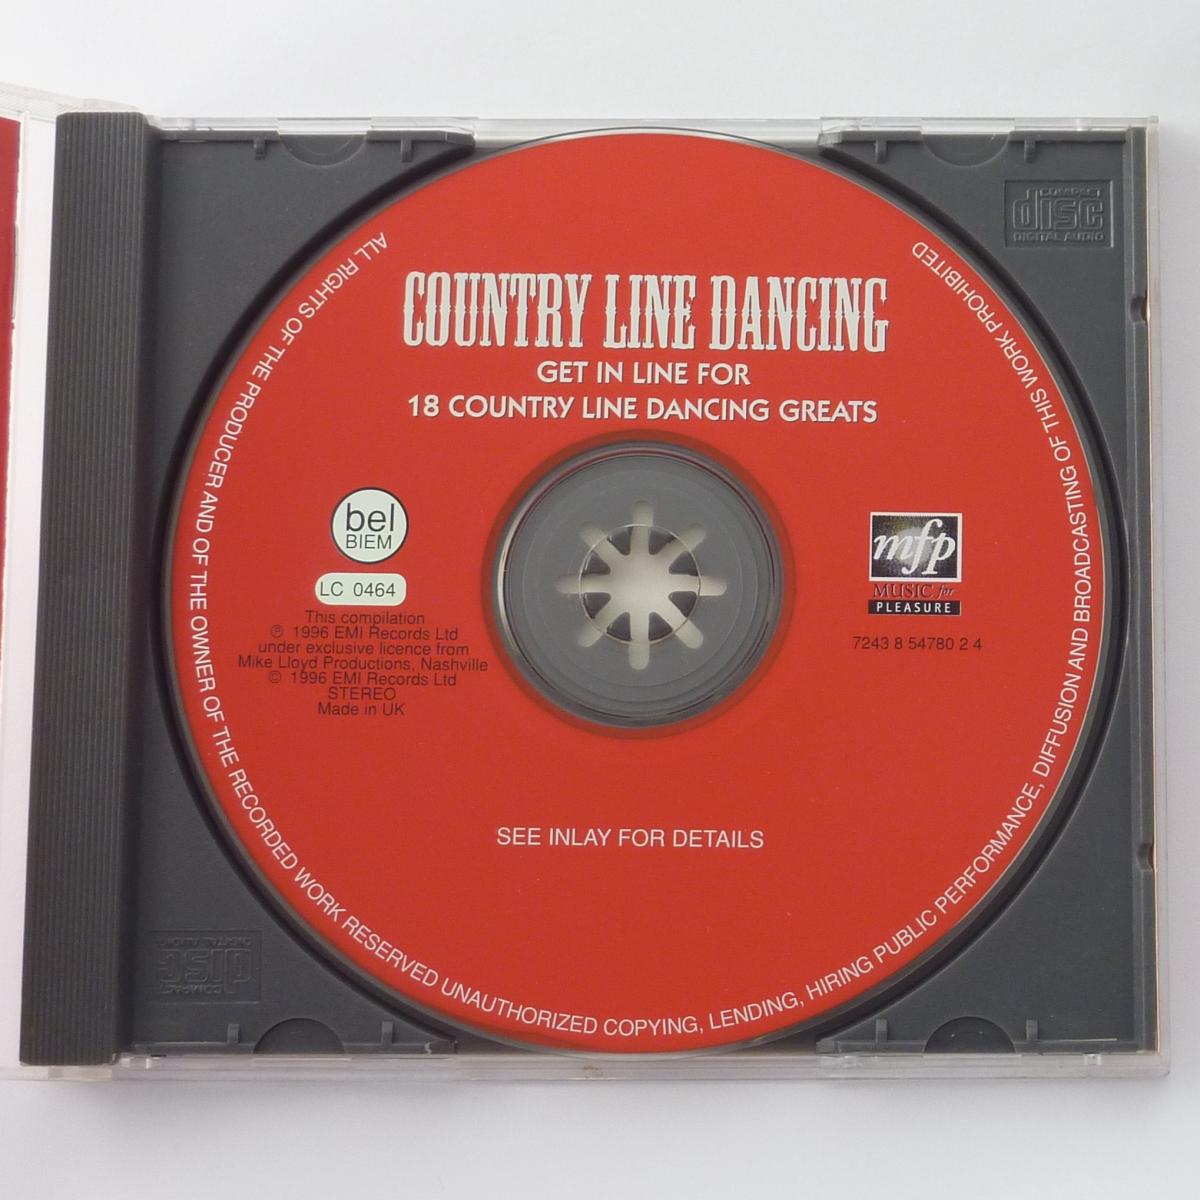 COUNTRY LINE DANCING
GET IN LINE FOR
18 COUNTRY LINE DANCING GREATS
bel
BIEM
LC 0464
This compilation
℗ 1996 EMI Records Ltd
under exclusive licence from
Mike Lloyd Productions, Nashville
© 1996 EMI Records Ltd
STEREO
Made in UK
mfp
MUSIC for
PLEASURE
7243 8 54780 2 4
SEE INLAY FOR DETAILS
ALL RIGHTS OF THE PRODUCER AND OF THE OWNER OF THE RECORDED WORK RESERVED UNAUTHORIZED COPYING, LENDING, HIRING PUBLIC PERFORMANCE, DIFFUSION AND BROADCASTING OF THIS WORK PROHIBITED
COMPACT
disc
DIGITAL AUDIO
COMPACT
disc
DIGITAL AUDIO